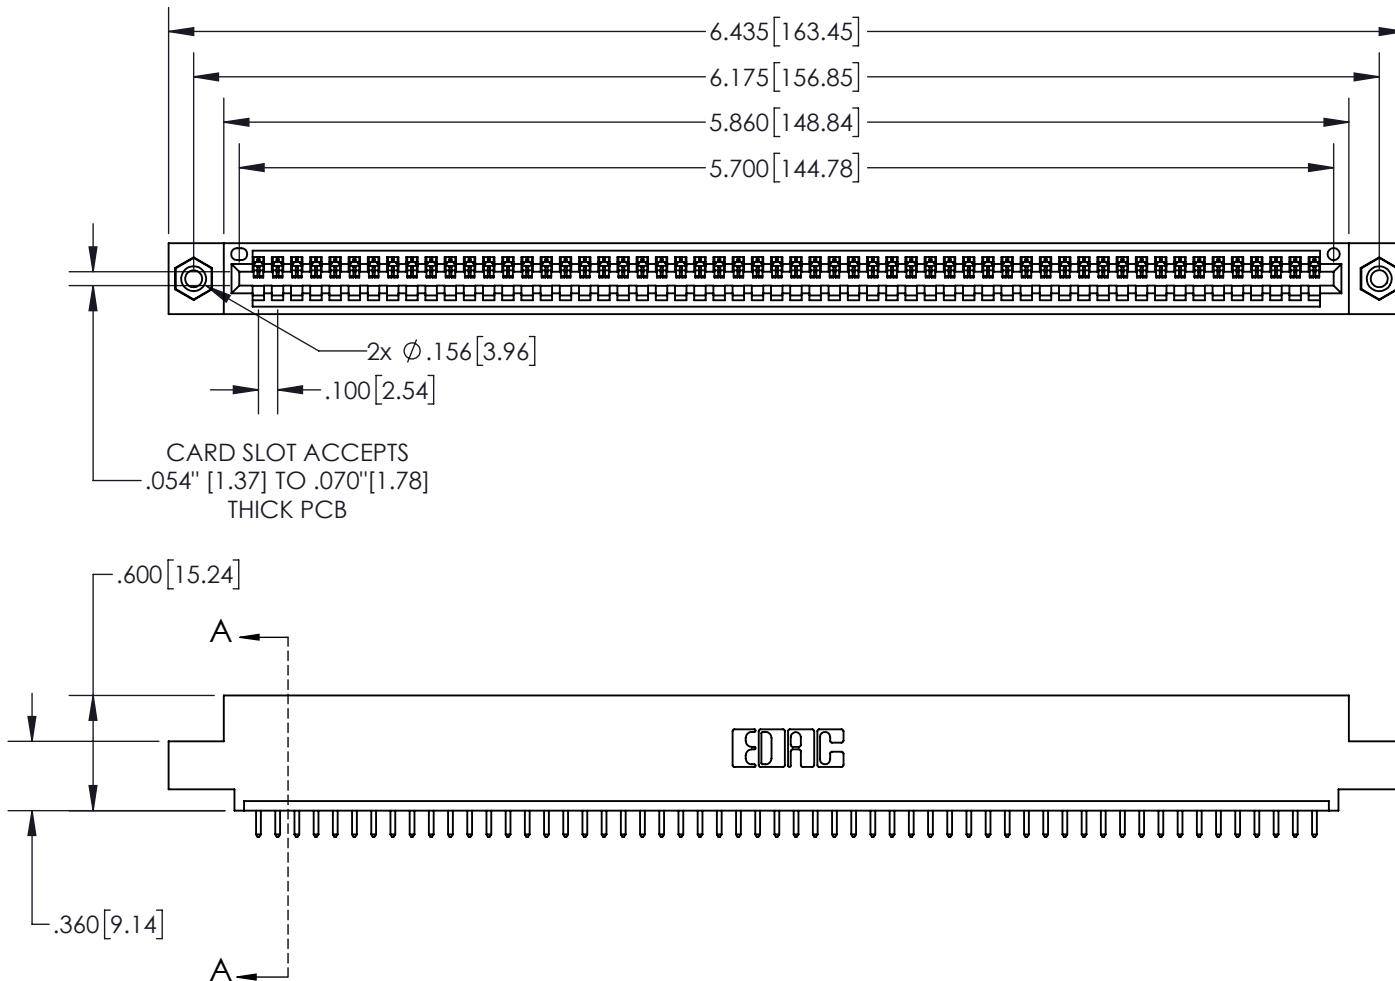 6.435[163.45]
6.175[156.85]
5.860[148.84]
5.700[144.78]
2x Ø.156[3.96]
.100[2.54]
CARD SLOT ACCEPTS
.054" [1.37] TO .070"[1.78]
THICK PCB
.600[15.24]
A
EDAC
.360[9.14]
A